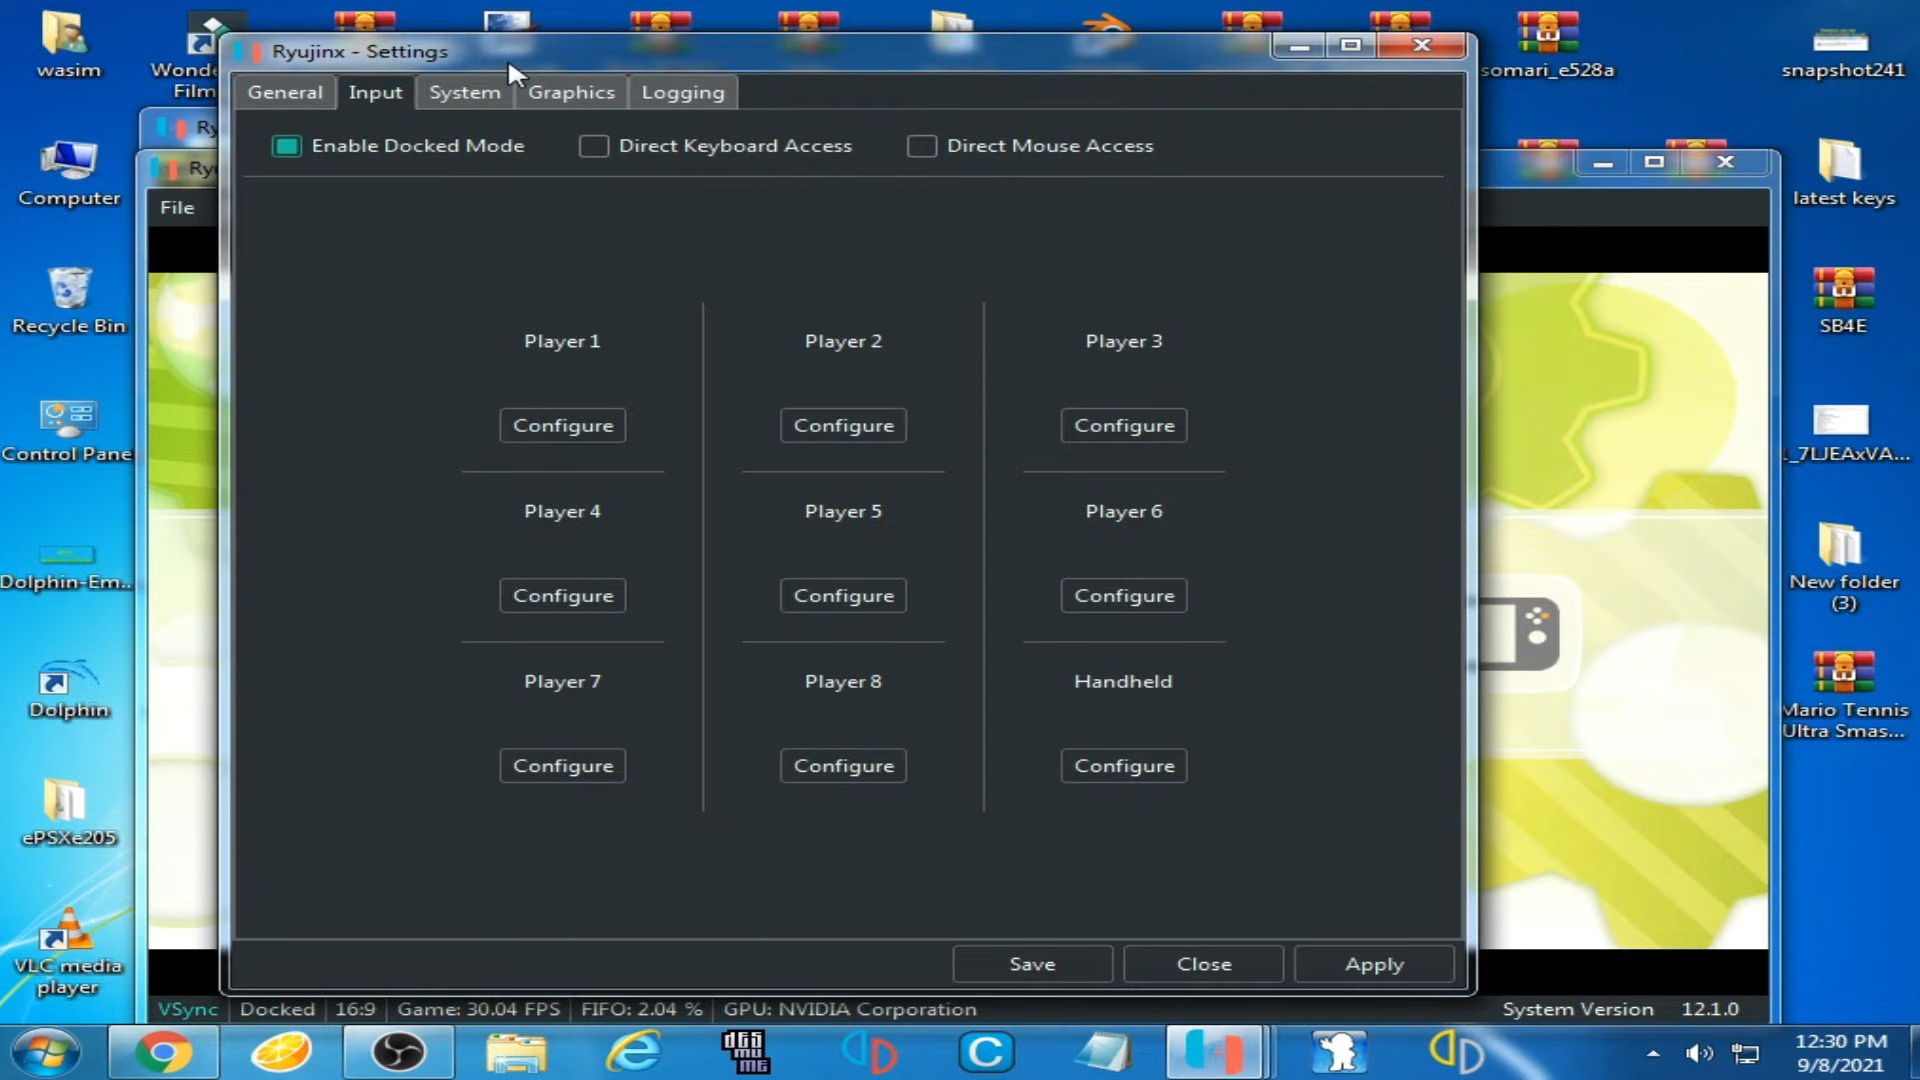 wasim
Wonde
Film
Computer
Recycle Bin
Control Pane
Dolphin-Em...
Dolphin
ePSXe205
VLC media
player
Ryujinx - Settings
General
Input
System
Graphics
Logging
Enable Docked Mode
Direct Keyboard Access
Direct Mouse Access
Ry
Ryu
File
Player 1
Player 2
Player 3
Configure
Configure
Configure
Player 4
Player 5
Player 6
Configure
Configure
Configure
Player 7
Player 8
Handheld
Configure
Configure
Configure
Save
Close
Apply
VSync
Docked
16:9
Game: 30.04 FPS
FIFO: 2.04 %
GPU: NVIDIA Corporation
System Version
12.1.0
somari_e528a
snapshot241
latest keys
SB4E
_7LJEAxVA...
New folder
(3)
Mario Tennis
Ultra Smas...
12:30 PM
9/8/2021